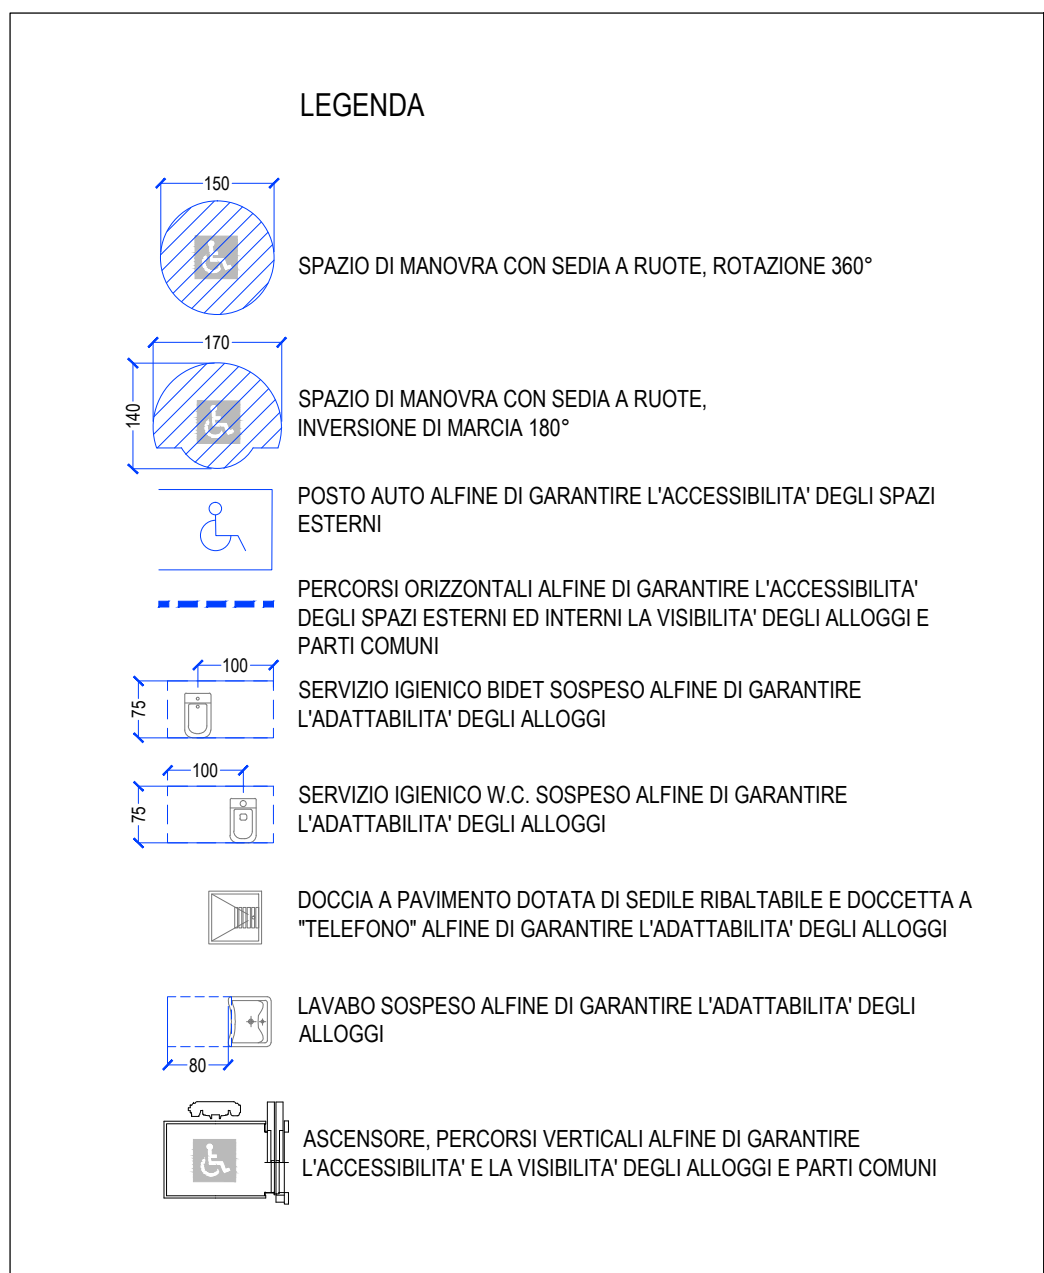 LEGENDA
150
SPAZIO DI MANOVRA CON SEDIA A RUOTE, ROTAZIONE 360°
170
140
SPAZIO DI MANOVRA CON SEDIA A RUOTE,
INVERSIONE DI MARCIA 180°
POSTO AUTO ALFINE DI GARANTIRE L'ACCESSIBILITA' DEGLI SPAZI
ESTERNI
PERCORSI ORIZZONTALI ALFINE DI GARANTIRE L'ACCESSIBILITA'
DEGLI SPAZI ESTERNI ED INTERNI LA VISIBILITA' DEGLI ALLOGGI E
PARTI COMUNI
100
75
SERVIZIO IGIENICO BIDET SOSPESO ALFINE DI GARANTIRE
L'ADATTABILITA' DEGLI ALLOGGI
100
75
SERVIZIO IGIENICO W.C. SOSPESO ALFINE DI GARANTIRE
L'ADATTABILITA' DEGLI ALLOGGI
DOCCIA A PAVIMENTO DOTATA DI SEDILE RIBALTABILE E DOCCETTA A
"TELEFONO" ALFINE DI GARANTIRE L'ADATTABILITA' DEGLI ALLOGGI
LAVABO SOSPESO ALFINE DI GARANTIRE L'ADATTABILITA' DEGLI
ALLOGGI
80
ASCENSORE, PERCORSI VERTICALI ALFINE DI GARANTIRE
L'ACCESSIBILITA' E LA VISIBILITA' DEGLI ALLOGGI E PARTI COMUNI